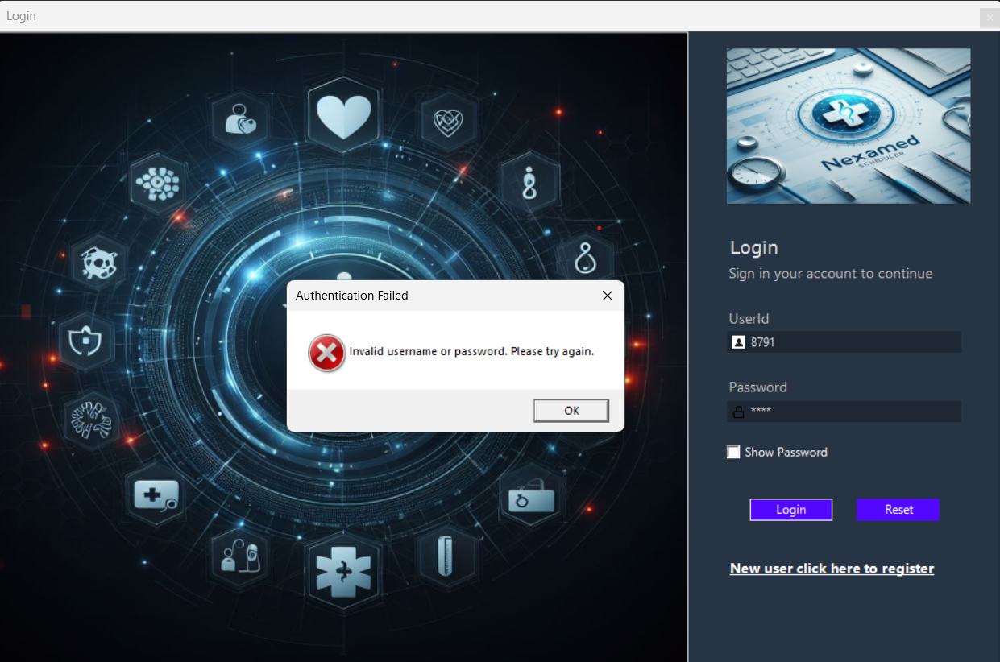 Login
Nexamed
SCHEDULER
Login
Sign in your account to continue
UserId
8791
Password
****
Show Password
Login
Reset
New user click here to register
Authentication Failed
Invalid username or password. Please try again.
OK